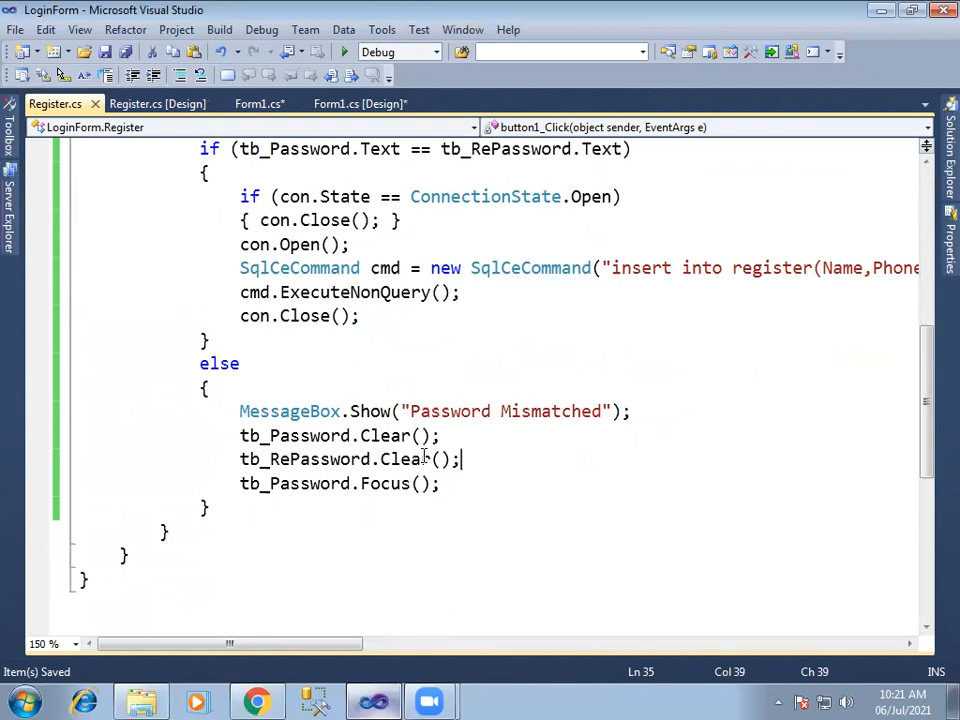 LoginForm - Microsoft Visual Studio
File Edit View Refactor Project Build Debug Team Data Tools Test Window Help
Debug
Register.cs Register.cs [Design] Form1.cs* Form1.cs [Design]*
LoginForm.Register button1_Click(object sender, EventArgs e)
Toolbox
Server Explorer
Solution Explorer
Properties
if (tb_Password.Text == tb_RePassword.Text)
{
if (con.State == ConnectionState.Open)
{ con.Close(); }
con.Open();
SqlCeCommand cmd = new SqlCeCommand("insert into register(Name,Phone
cmd.ExecuteNonQuery();
con.Close();
}
else
{
MessageBox.Show("Password Mismatched");
tb_Password.Clear();
tb_RePassword.Clear();
tb_Password.Focus();
}
}
}
}
150 %
Item(s) Saved Ln 35 Col 39 Ch 39 INS
10:21 AM
06/Jul/2021